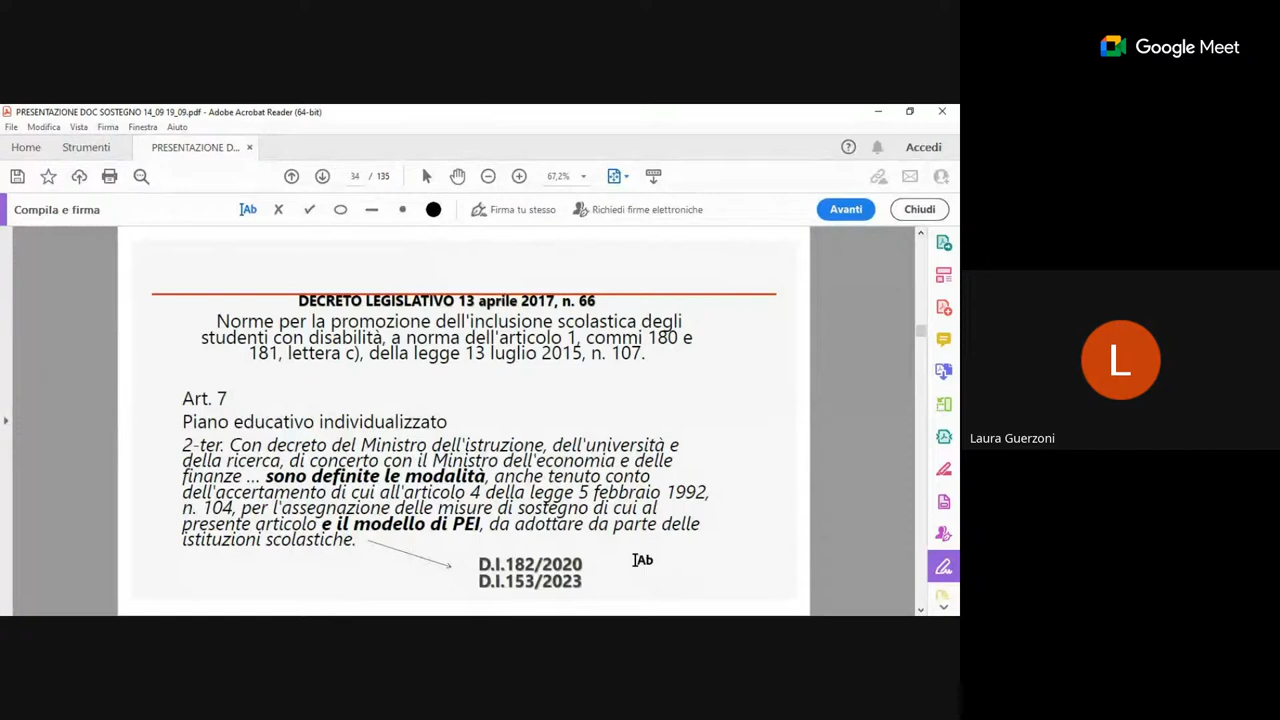 Google Meet
PRESENTAZIONE DOC SOSTEGNO 14_09 19_09.pdf - Adobe Acrobat Reader (64-bit)
File Modifica Vista Firma Finestra Aiuto
Home Strumenti PRESENTAZIONE D... × Accedi
34 / 135 67,2%
Compila e firma Ab Firma tu stesso Richiedi firme elettroniche Avanti Chiudi
DECRETO LEGISLATIVO 13 aprile 2017, n. 66
Norme per la promozione dell'inclusione scolastica degli
studenti con disabilità, a norma dell'articolo 1, commi 180 e
181, lettera c), della legge 13 luglio 2015, n. 107.
Art. 7
Piano educativo individualizzato
2-ter. Con decreto del Ministro dell'istruzione, dell'università e
della ricerca, di concerto con il Ministro dell'economia e delle
finanze ... sono definite le modalità, anche tenuto conto
dell'accertamento di cui all'articolo 4 della legge 5 febbraio 1992,
n. 104, per l'assegnazione delle misure di sostegno di cui al
presente articolo e il modello di PEI, da adottare da parte delle
istituzioni scolastiche.
D.I.182/2020
D.I.153/2023
Ab
L
Laura Guerzoni